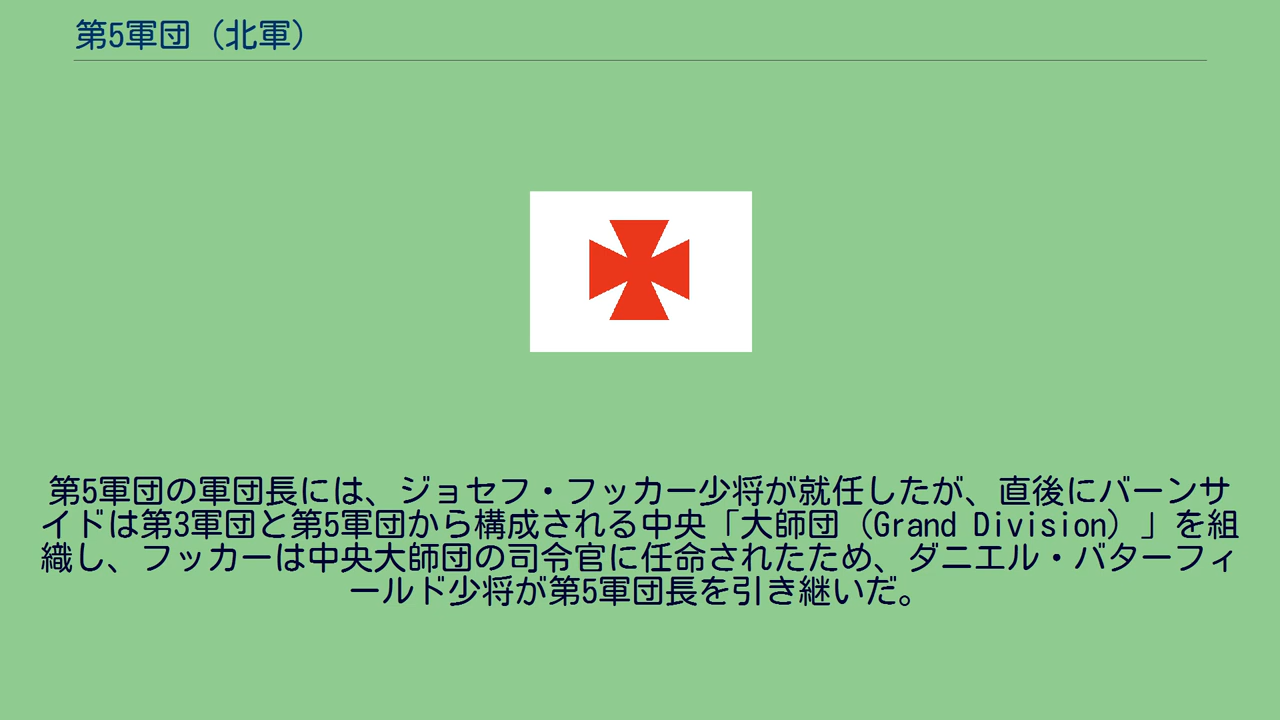 第5軍団（北軍）
第5軍団の軍団長には、ジョセフ・フッカー少将が就任したが、直後にバーンサ
イドは第3軍団と第5軍団から構成される中央「大師団（Grand Division）」を組
織し、フッカーは中央大師団の司令官に任命されたため、ダニエル・バターフィ
ールド少将が第5軍団長を引き継いだ。